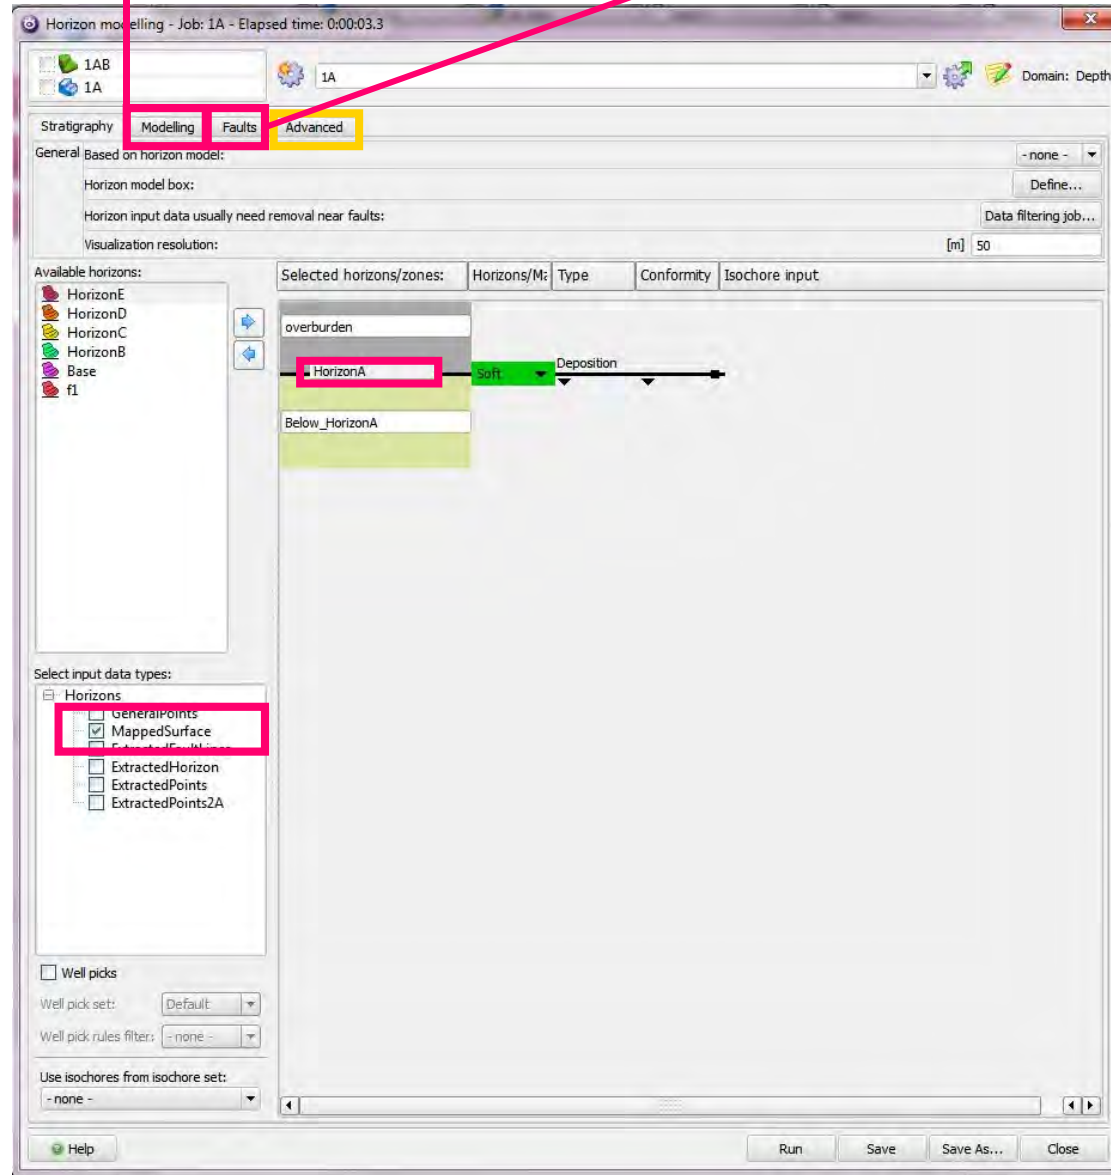 Horizon modelling - Job: 1A - Elapsed time: 0:00:03.3
1AB
1A
1A
Domain: Depth
Stratigraphy Modelling Faults Advanced
General Based on horizon model: - none -
Horizon model box: Define...
Horizon input data usually need removal near faults: Data filtering job...
Visualization resolution: [m] 50
Available horizons:
HorizonE
HorizonD
HorizonC
HorizonB
Base
f1
Selected horizons/zones: Horizons/Ma Type Conformity Isochore input
overburden
HorizonA Soft Deposition
Below_HorizonA
Select input data types:
Horizons
GeneralPoints
MappedSurface
ExtractedFaultLines
ExtractedHorizon
ExtractedPoints
ExtractedPoints2A
Well picks
Well pick set: Default
Well pick rules filter: - none -
Use isochores from isochore set:
- none -
Help Run Save Save As... Close